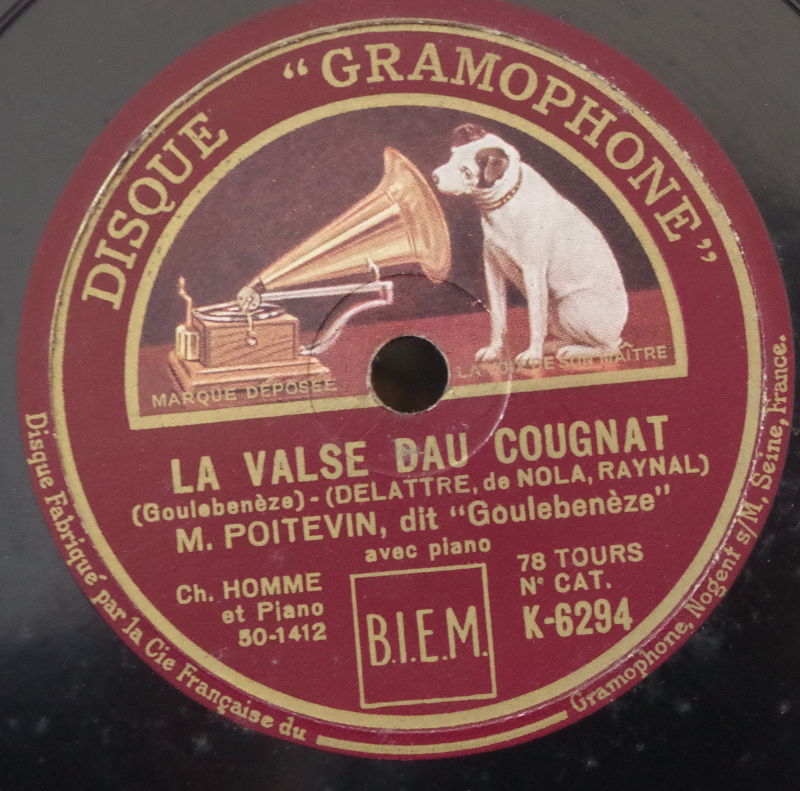 DISQUE "GRAMOPHONE"
MARQUE DÉPOSÉE
LA VOIX DE SON MAÎTRE
LA VALSE DAU COUGNAT
(Goulebenèze)-(DELATTRE, de NOLA, RAYNAL)
M. POITEVIN, dit "Goulebenèze"
avec piano
Ch. HOMME
et Piano
50-1412
B.I.E.M.
78 TOURS
N° CAT.
K-6294
Disque Fabriqué par la Cie Française du Gramophone, Nogent s/M. Seine, France.